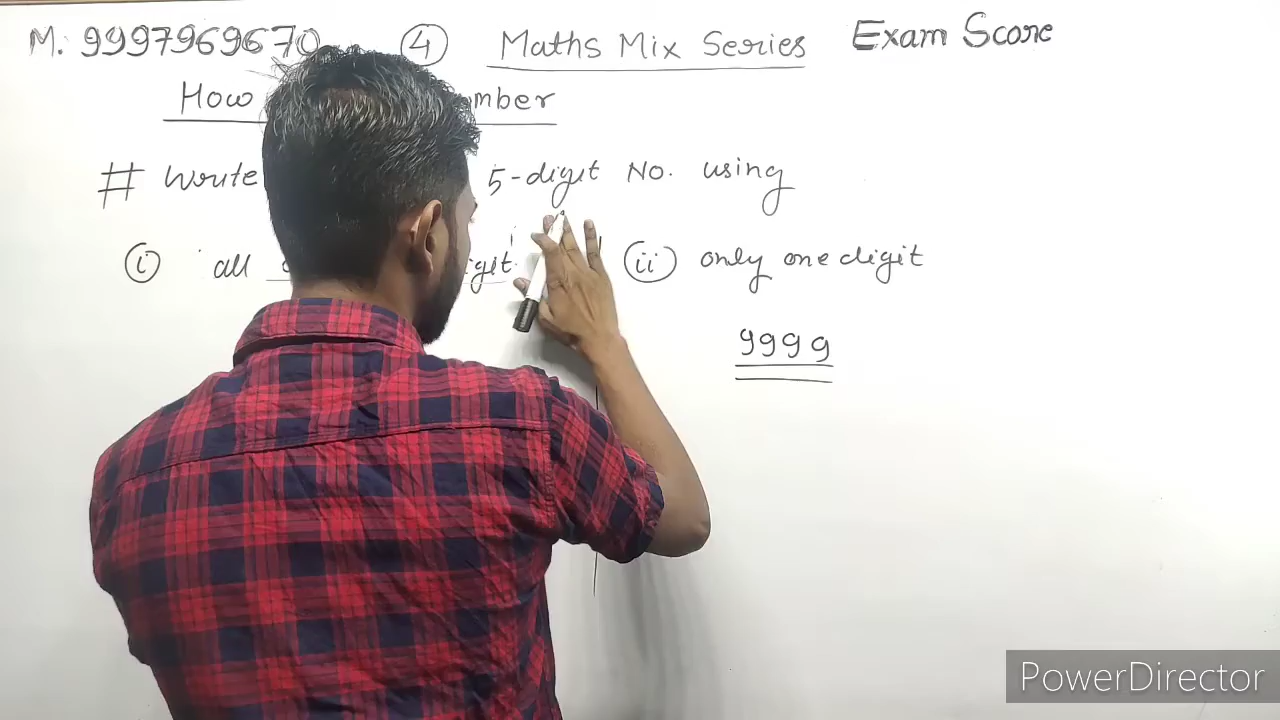 M. 9997969670 ④ Maths Mix Series Exam Score
How mber
# Write 5-digit No. using
(i) all igit (ii) only one digit
9999
PowerDirector